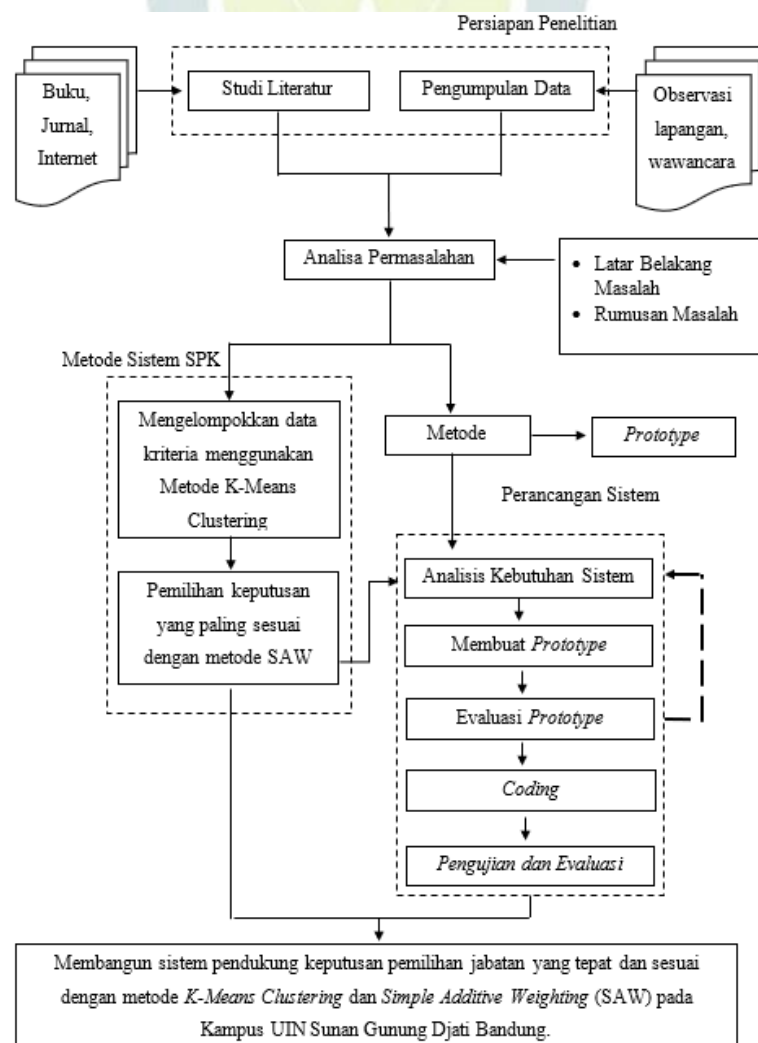 Persiapan Penelitian
Buku,
Jurnal,
Internet
Studi Literatur
Pengumpulan Data
Observasi
lapangan,
wawancara
Analisa Permasalahan
• Latar Belakang
Masalah
• Rumusan Masalah
Metode Sistem SPK
Mengelompokkan data
kriteria menggunakan
Metode K-Means
Clustering
Metode
Prototype
Perancangan Sistem
Pemilihan keputusan
yang paling sesuai
dengan metode SAW
Analisis Kebutuhan Sistem
Membuat Prototype
Evaluasi Prototype
Coding
Pengujian dan Evaluasi
Membangun sistem pendukung keputusan pemilihan jabatan yang tepat dan sesuai
dengan metode K-Means Clustering dan Simple Additive Weighting (SAW) pada
Kampus UIN Sunan Gunung Djati Bandung.